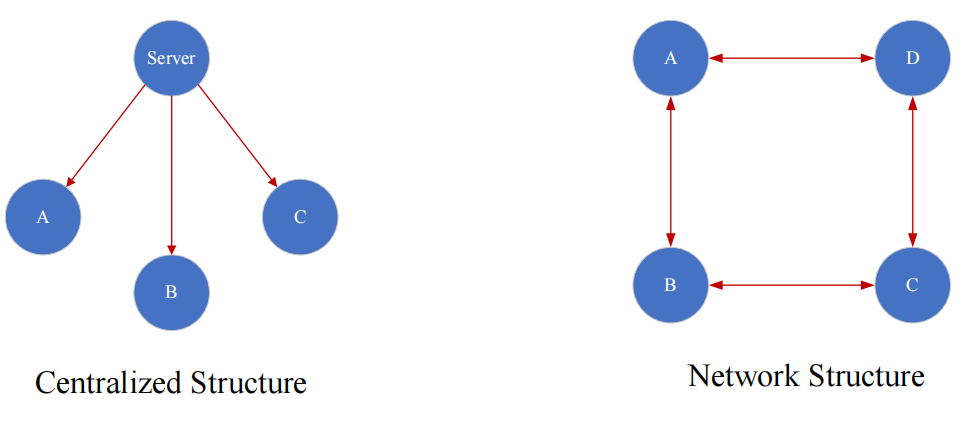 Server
A
C
B
Centralized Structure
A
D
B
C
Network Structure